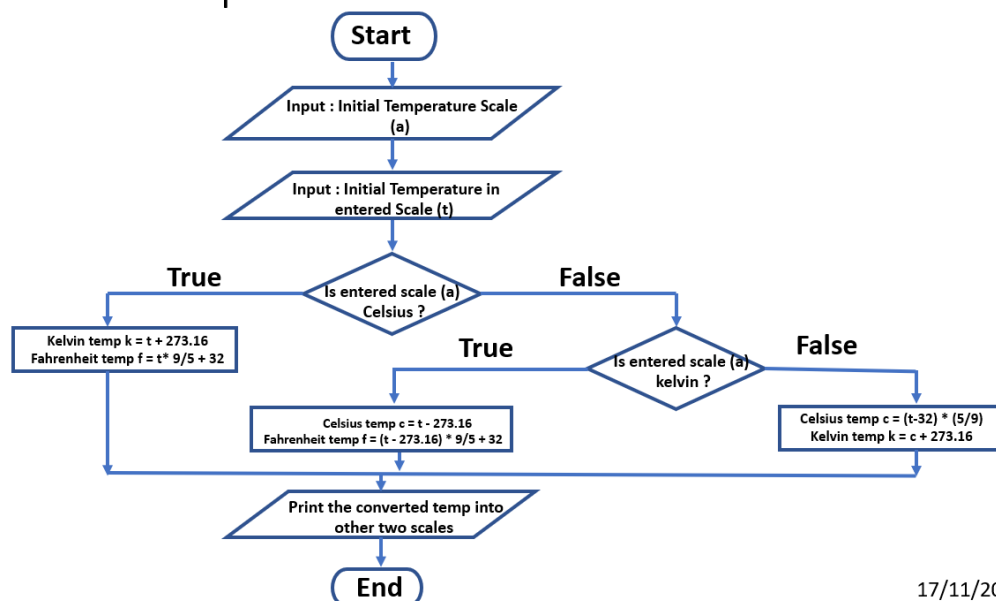 Start
Input : Initial Temperature Scale
(a)
Input : Initial Temperature in
entered Scale (t)
Is entered scale (a)
Celsius ?
True
False
Kelvin temp k = t + 273.16
Fahrenheit temp f = t* 9/5 + 32
Is entered scale (a)
kelvin ?
True
False
Celsius temp c = t - 273.16
Fahrenheit temp f = (t - 273.16) * 9/5 + 32
Celsius temp c = (t-32) * (5/9)
Kelvin temp k = c + 273.16
Print the converted temp into
other two scales
End
17/11/20